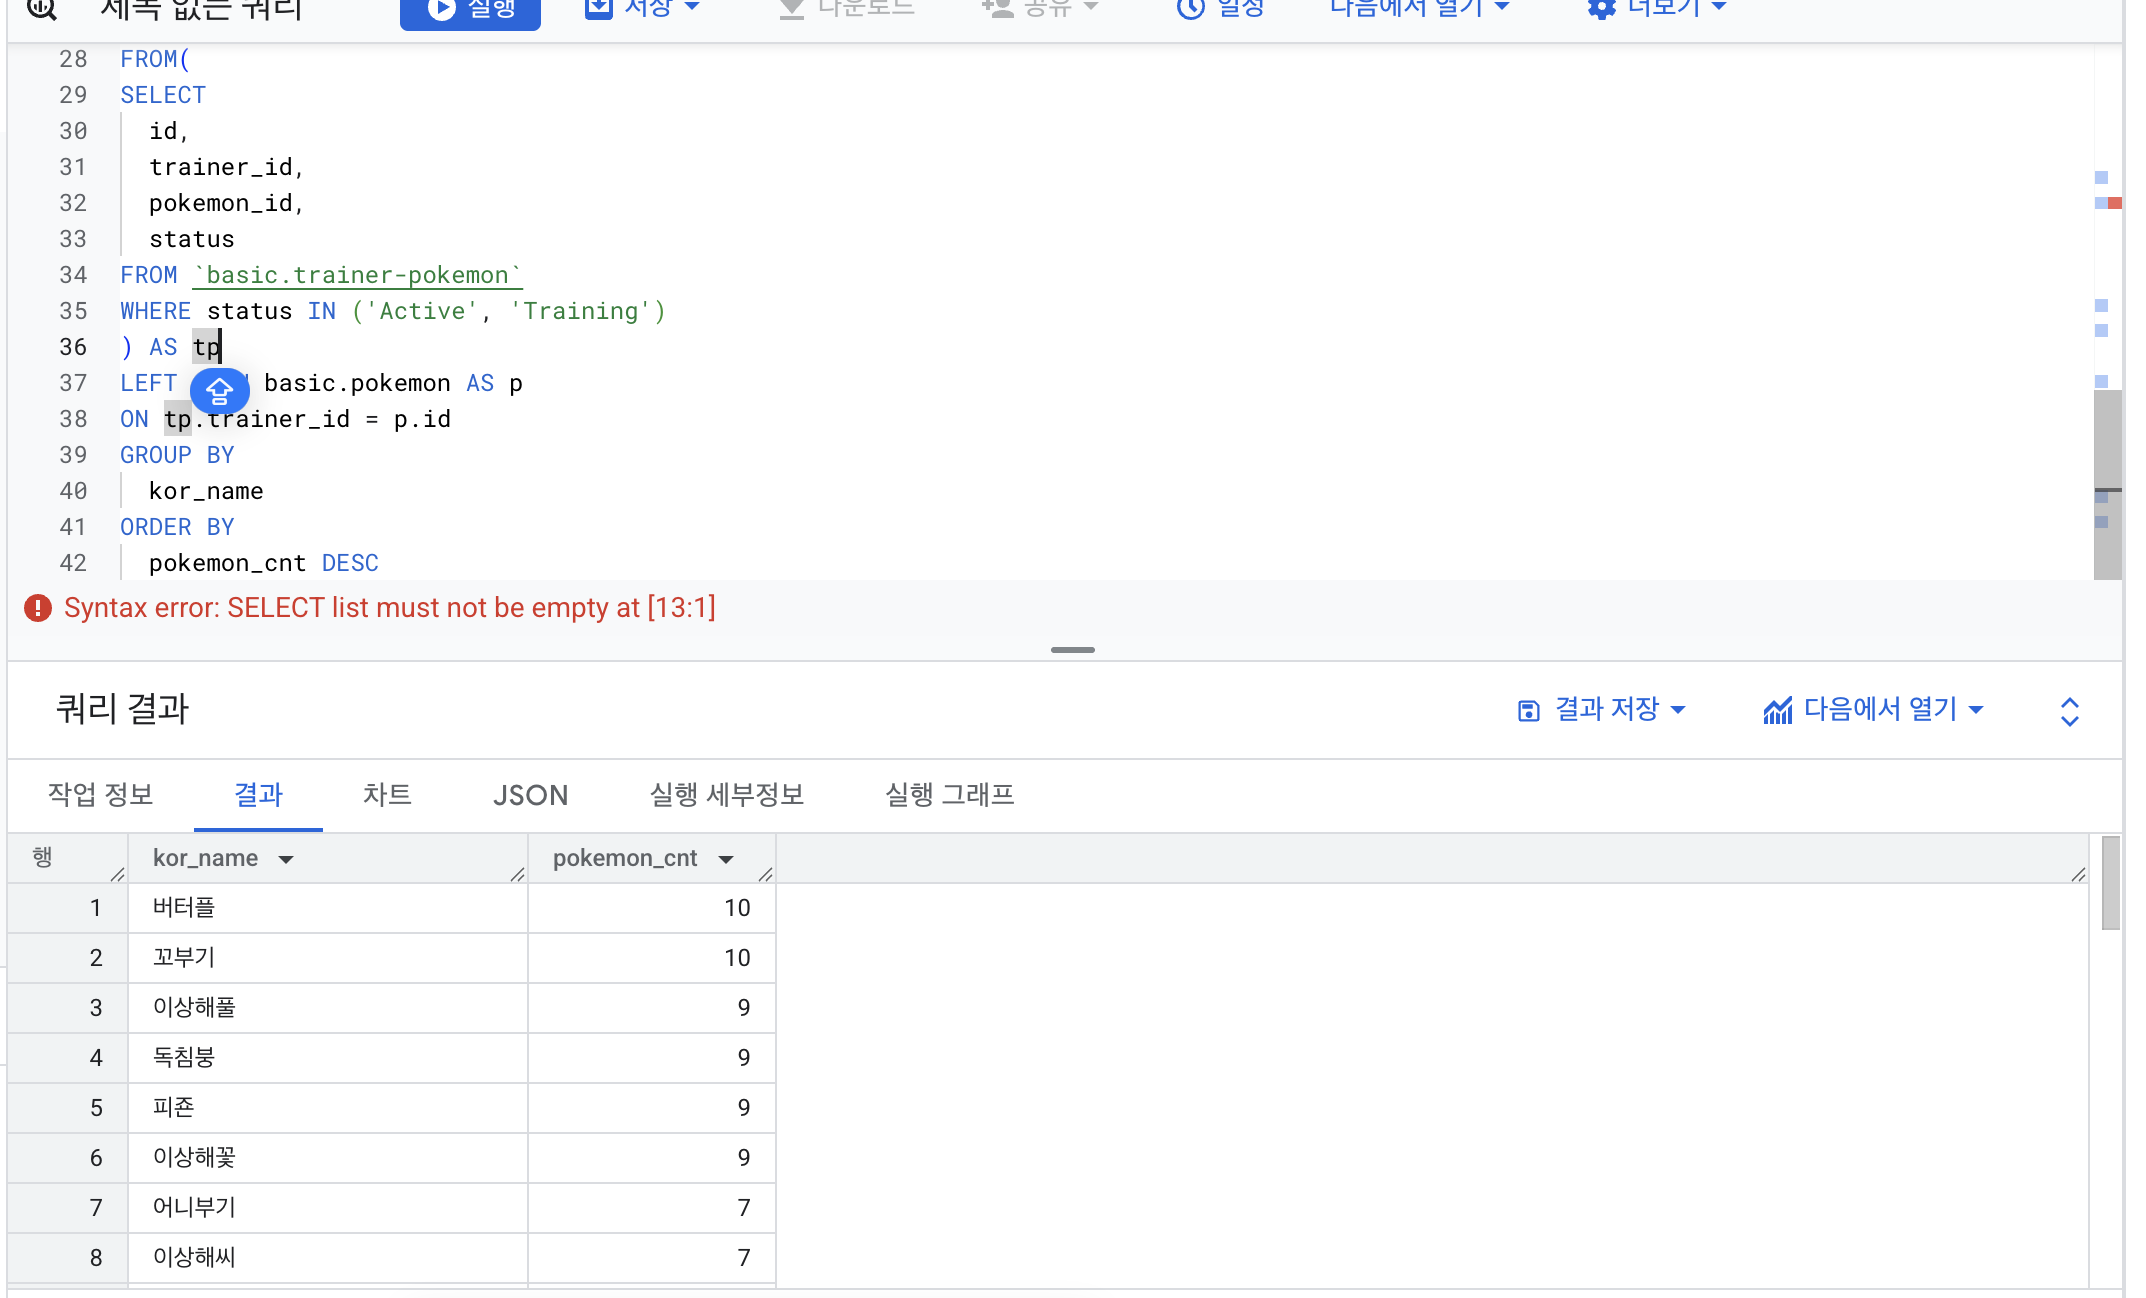 제목 없는 쿼리 실행 저장 다운로드 공유 일정 다음에서 열기 더보기
28 FROM(
29 SELECT
30 id,
31 trainer_id,
32 pokemon_id,
33 status
34 FROM `basic.trainer-pokemon`
35 WHERE status IN ('Active', 'Training')
36 ) AS tp
37 LEFT basic.pokemon AS p
38 ON tp.trainer_id = p.id
39 GROUP BY
40 kor_name
41 ORDER BY
42 pokemon_cnt DESC
Syntax error: SELECT list must not be empty at [13:1]
쿼리 결과 결과 저장 다음에서 열기
작업 정보 결과 차트 JSON 실행 세부정보 실행 그래프
행 kor_name pokemon_cnt
1 버터플 10
2 꼬부기 10
3 이상해풀 9
4 독침붕 9
5 피죤 9
6 이상해꽃 9
7 어니부기 7
8 이상해씨 7